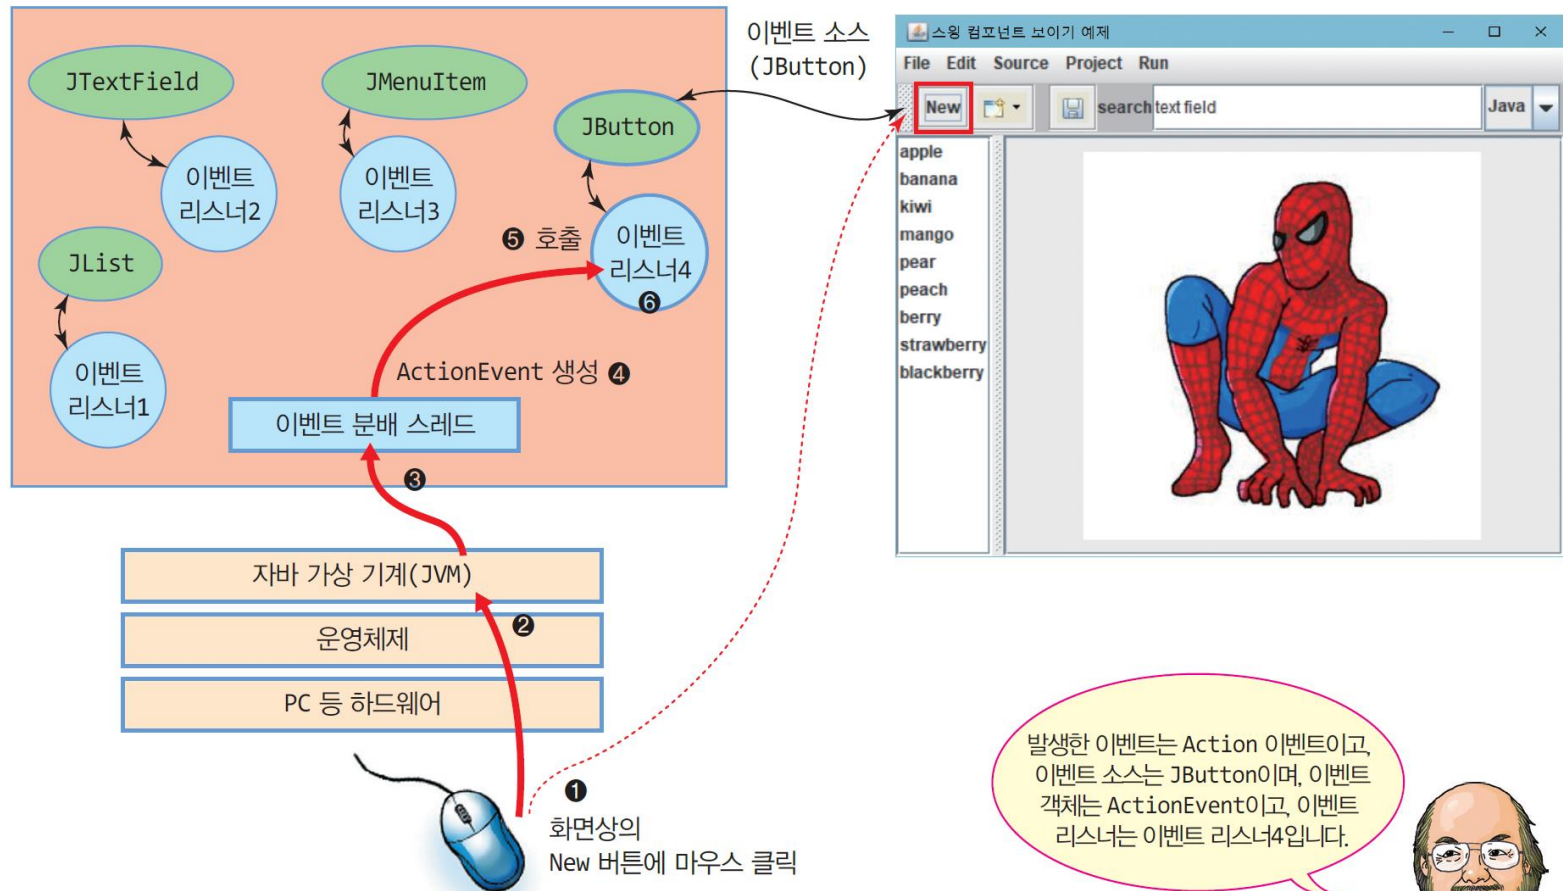 JTextField
JMenuItem
JButton
이벤트
리스너2
이벤트
리스너3
JList
❺ 호출
이벤트
리스너4
❻
이벤트
리스너1
ActionEvent 생성 ❹
이벤트 분배 스레드
❸
자바 가상 기계(JVM)
❷
운영체제
PC 등 하드웨어
❶
화면상의
New 버튼에 마우스 클릭
이벤트 소스
(JButton)
스윙 컴포넌트 보이기 예제
File Edit Source Project Run
New search text field Java
apple
banana
kiwi
mango
pear
peach
berry
strawberry
blackberry
발생한 이벤트는 Action 이벤트이고,
이벤트 소스는 JButton이며, 이벤트
객체는 ActionEvent이고, 이벤트
리스너는 이벤트 리스너4입니다.